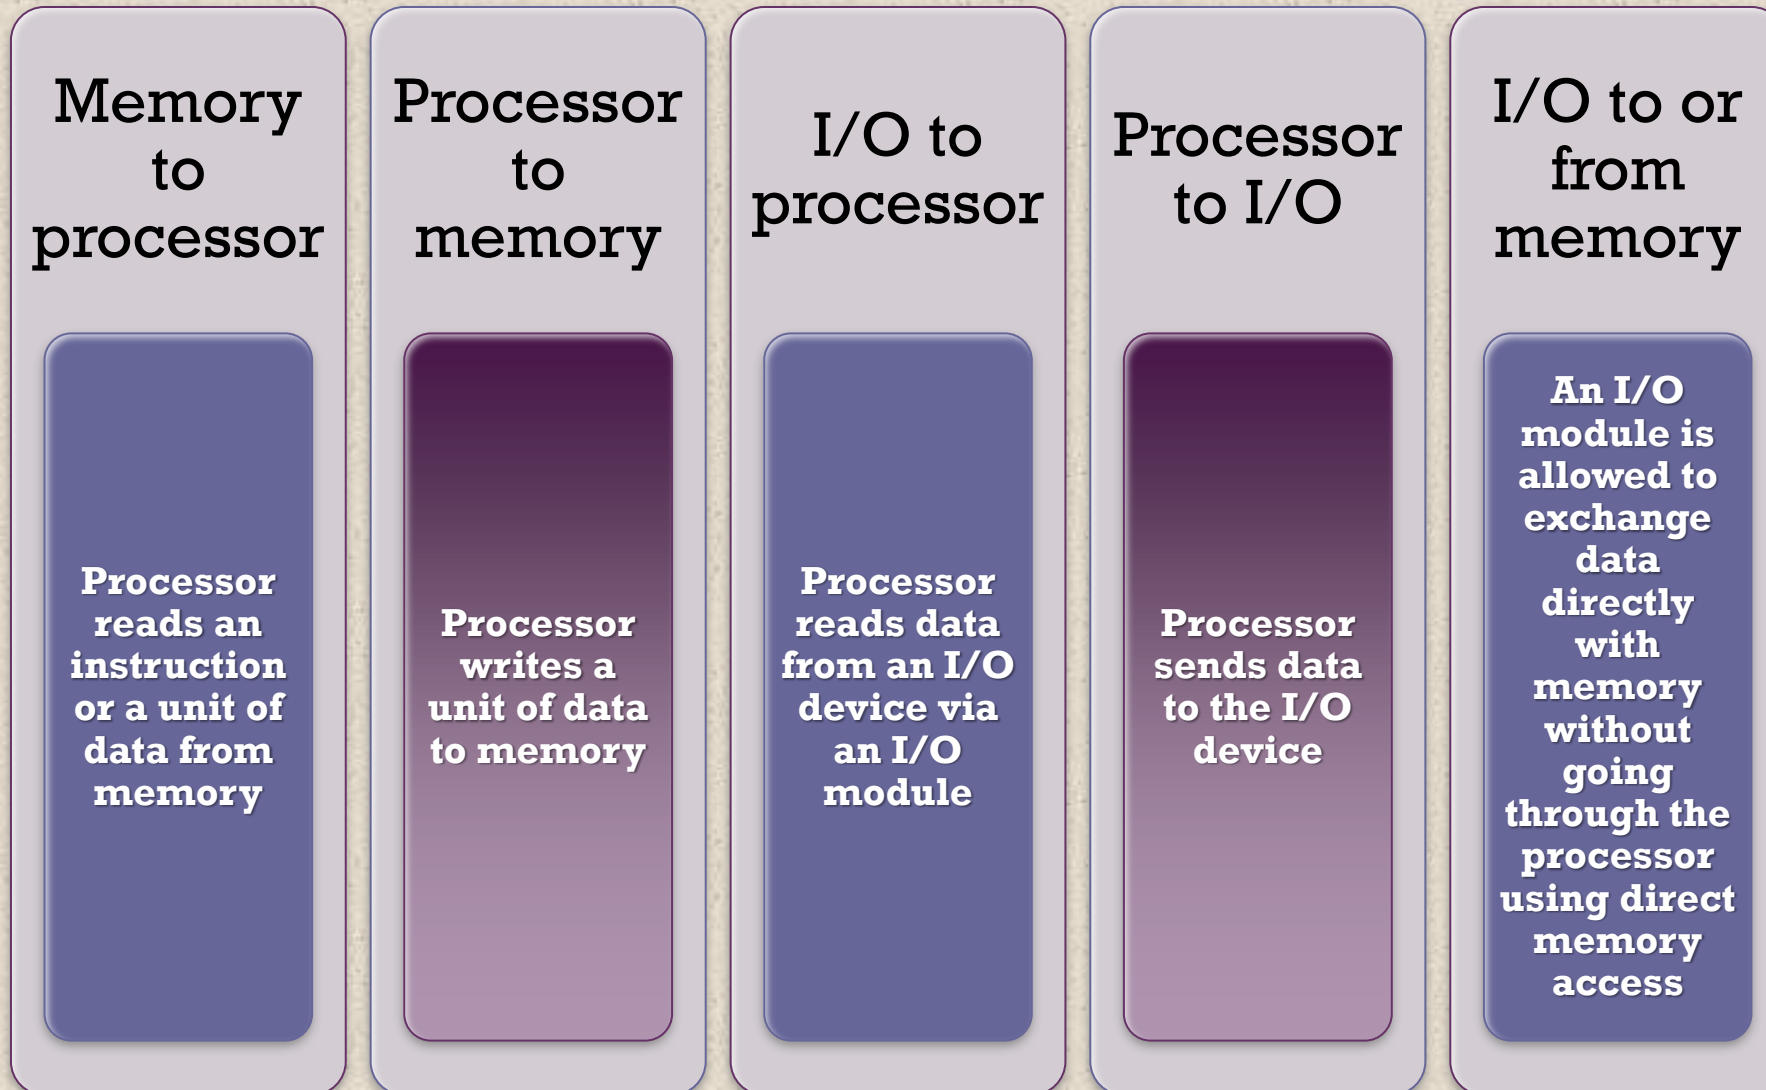 Memory
to
processor
Processor
reads an
instruction
or a unit of
data from
memory
Processor
to
memory
Processor
writes a
unit of data
to memory
I/O to
processor
Processor
reads data
from an I/O
device via
an I/O
module
Processor
to I/O
Processor
sends data
to the I/O
device
I/O to or
from
memory
An I/O
module is
allowed to
exchange
data
directly
with
memory
without
going
through the
processor
using direct
memory
access